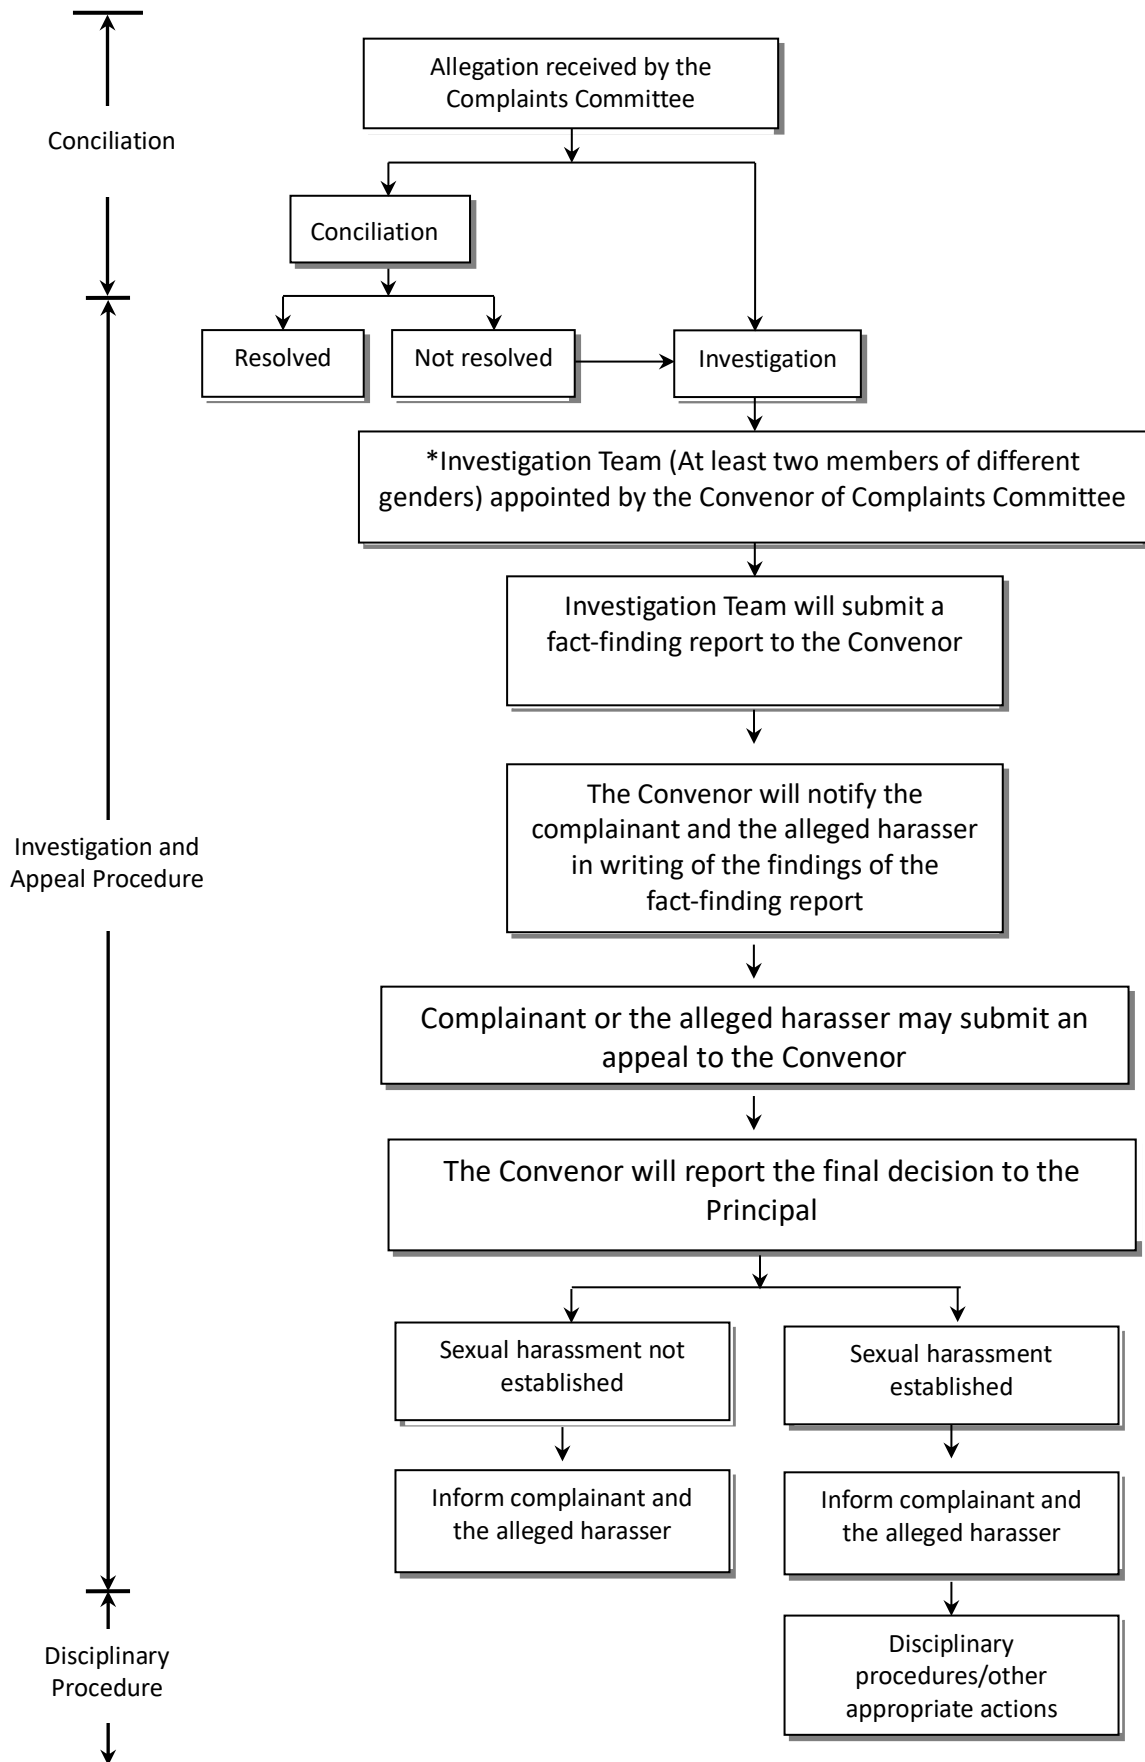 Allegation received by the
Complaints Committee
Conciliation
Conciliation
Resolved
Not resolved
Investigation
*Investigation Team (At least two members of different
genders) appointed by the Convenor of Complaints Committee
Investigation Team will submit a
fact-finding report to the Convenor
The Convenor will notify the
complainant and the alleged harasser
in writing of the findings of the
fact-finding report
Investigation and
Appeal Procedure
Complainant or the alleged harasser may submit an
appeal to the Convenor
The Convenor will report the final decision to the
Principal
Sexual harassment not
established
Sexual harassment
established
Inform complainant and
the alleged harasser
Inform complainant and
the alleged harasser
Disciplinary
Procedure
Disciplinary
procedures/other
appropriate actions